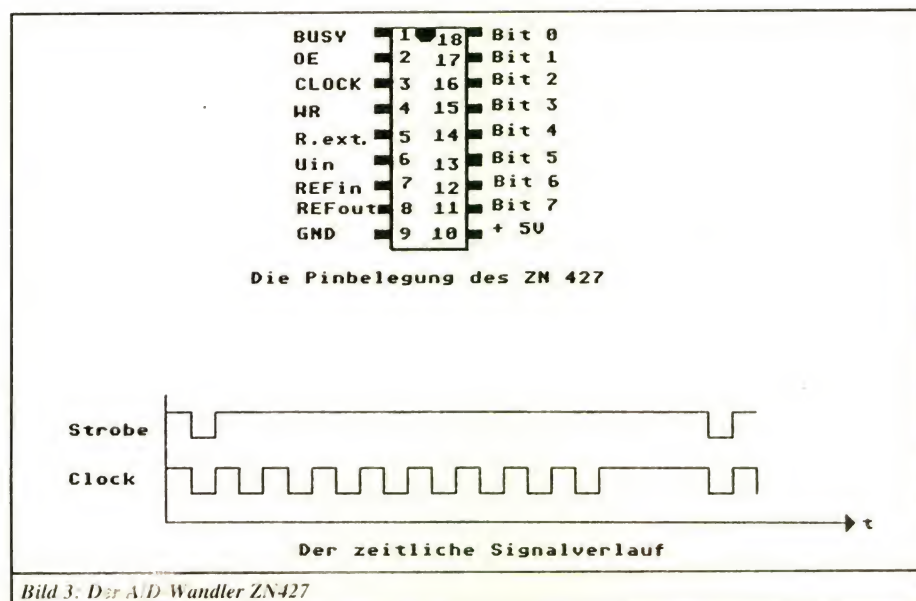 BUSY 1 18 Bit 0
OE 2 17 Bit 1
CLOCK 3 16 Bit 2
WR 4 15 Bit 3
R.ext. 5 14 Bit 4
Uin 6 13 Bit 5
REFin 7 12 Bit 6
REFout 8 11 Bit 7
GND 9 10 + 5V
Die Pinbelegung des ZN 427
Strobe
Clock
t
Der zeitliche Signalverlauf
Bild 3: Der A/D Wandler ZN427